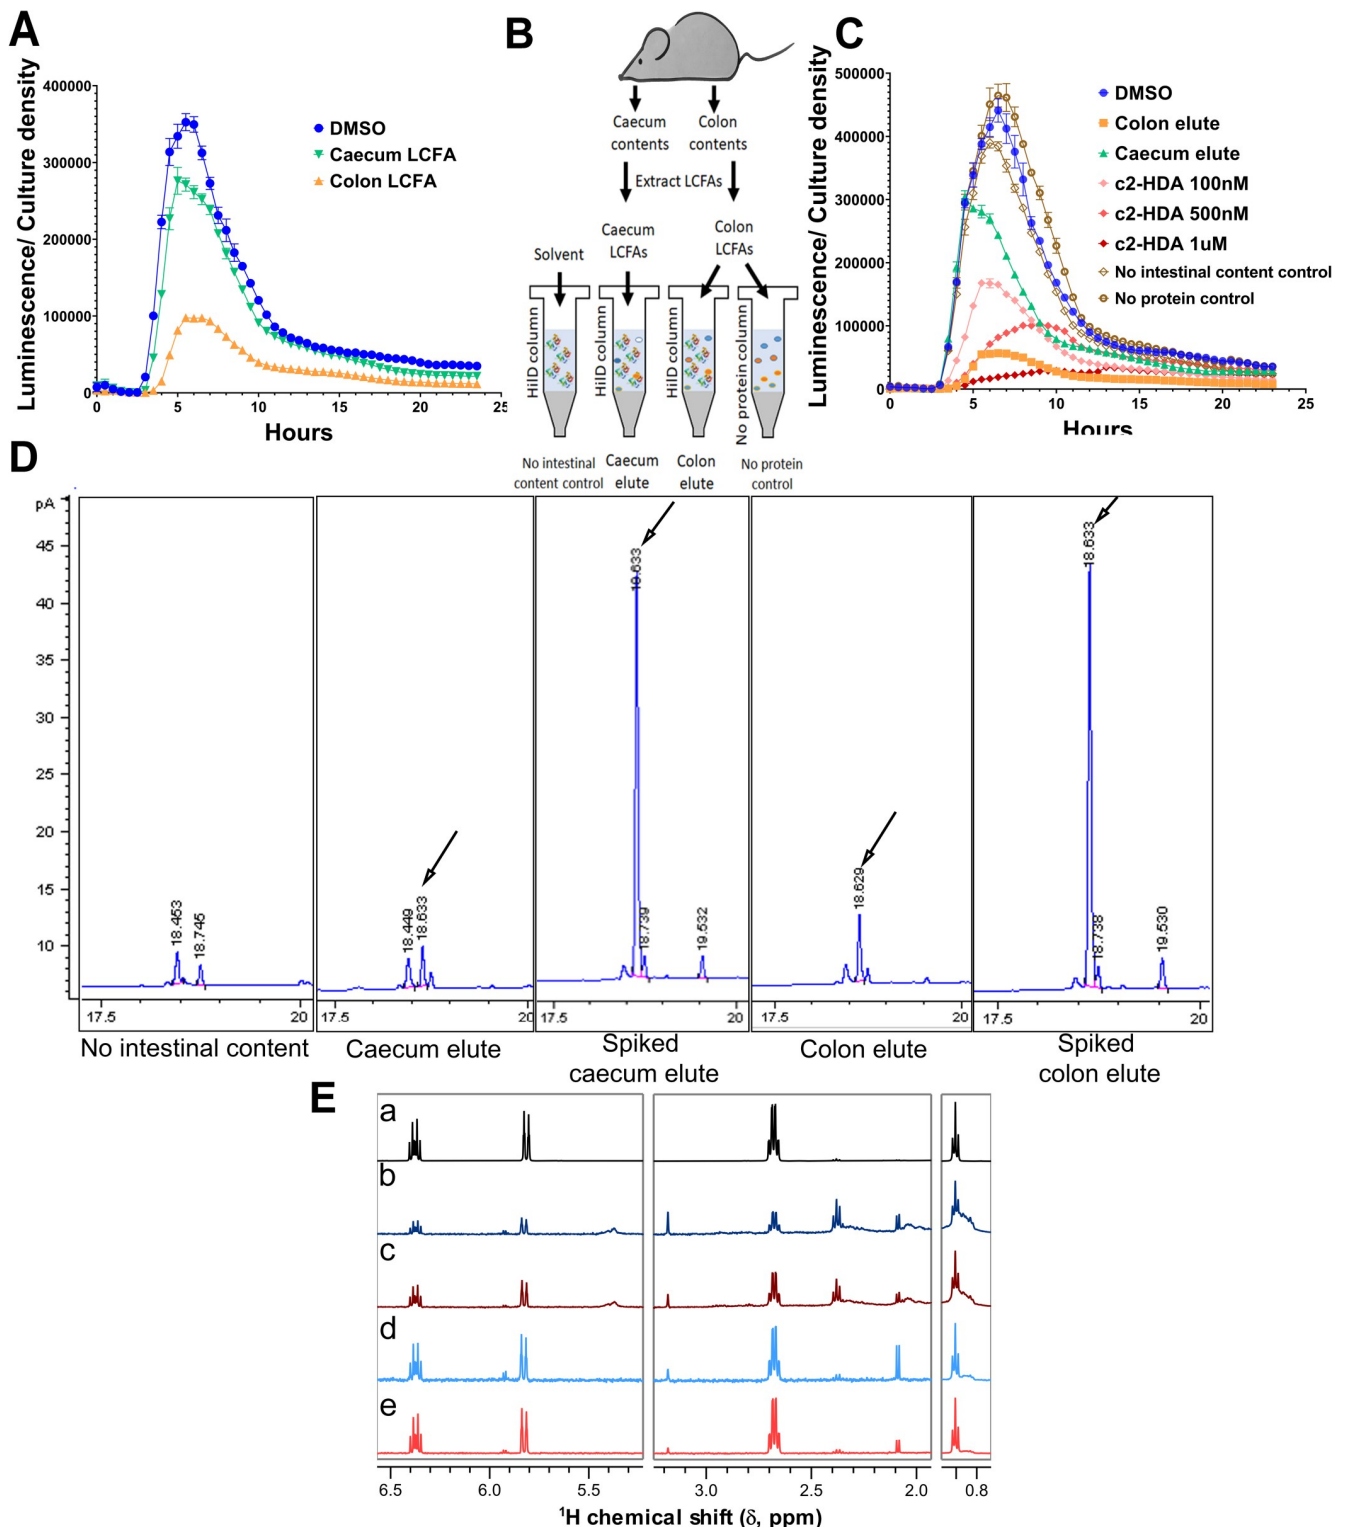 A
Luminescence/ Culture density
400000
300000
200000
100000
0
0
5
10
15
20
25
Hours
DMSO
Caecum LCFA
Colon LCFA
B
Caecum
contents
Colon
contents
Extract LCFAs
Caecum
LCFAs
Colon
LCFAs
Solvent
HilD column
HilD column
HilD column
No protein column
No intestinal
content control
Caecum
elute
Colon
elute
No protein
control
C
Luminescence/ Culture density
500000
400000
300000
200000
100000
0
0
5
10
15
20
25
Hours
DMSO
Colon elute
Caecum elute
c2-HDA 100nM
c2-HDA 500nM
c2-HDA 1uM
No intestinal content control
No protein control
D
pA
45
40
35
30
25
20
15
10
18.453
18.745
17.5
20
No intestinal content
18.449
18.633
17.5
20
Caecum elute
18.739
19.532
17.5
20
Spiked
caecum elute
18.629
17.5
20
Colon elute
18.633
18.738
19.530
17.5
20
Spiked
colon elute
E
a
b
c
d
e
6.5
6.0
5.5
3.0
2.5
2.0
0.8
¹H chemical shift (δ, ppm)